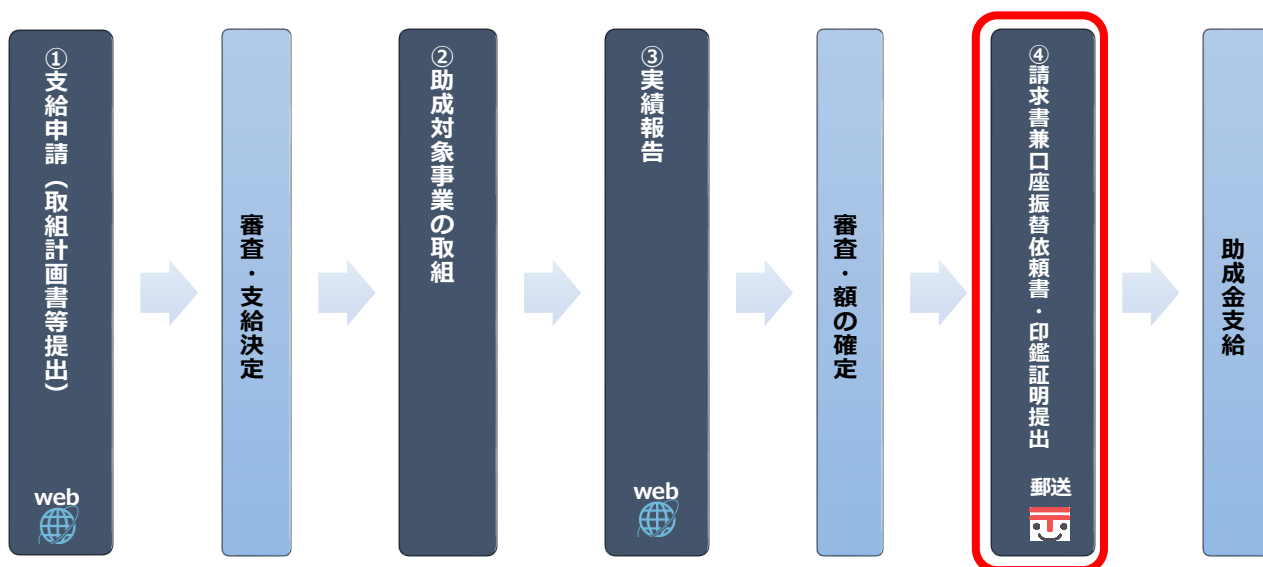 ①支給申請（取組計画書等提出）
web
審査・支給決定
②助成対象事業の取組
③実績報告
web
審査・額の確定
④請求書兼口座振替依頼書・印鑑証明提出
郵送
助成金支給